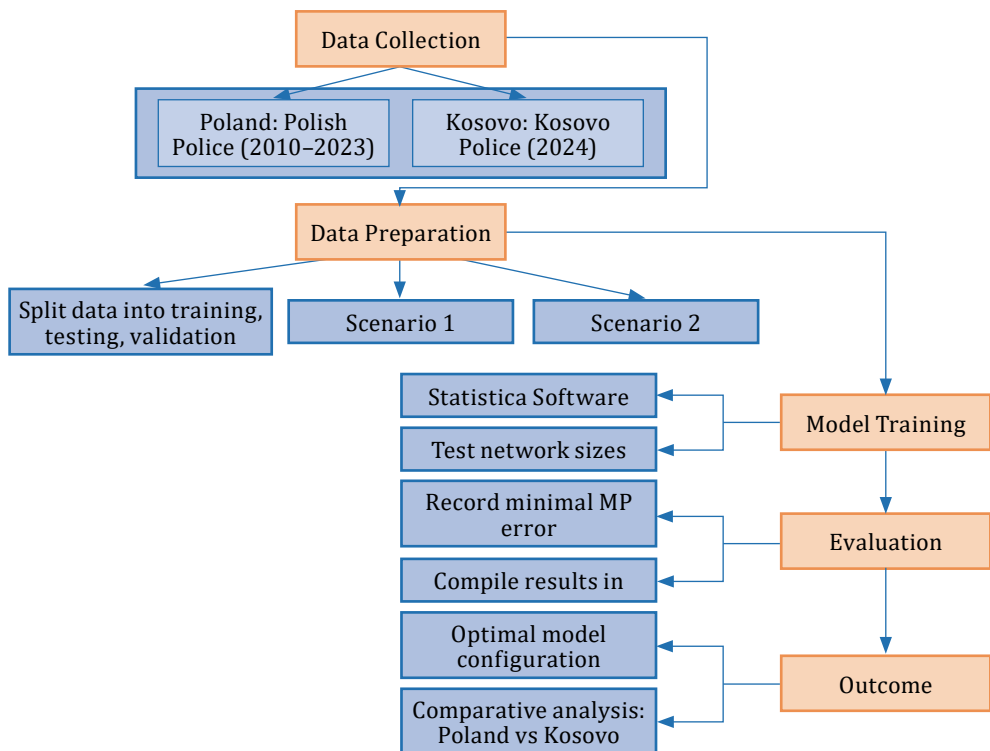 Data Collection
Poland: Polish
Police (2010–2023)
Kosovo: Kosovo
Police (2024)
Data Preparation
Split data into training,
testing, validation
Scenario 1
Scenario 2
Statistica Software
Test network sizes
Model Training
Record minimal MP
error
Compile results in
Evaluation
Optimal model
configuration
Comparative analysis:
Poland vs Kosovo
Outcome